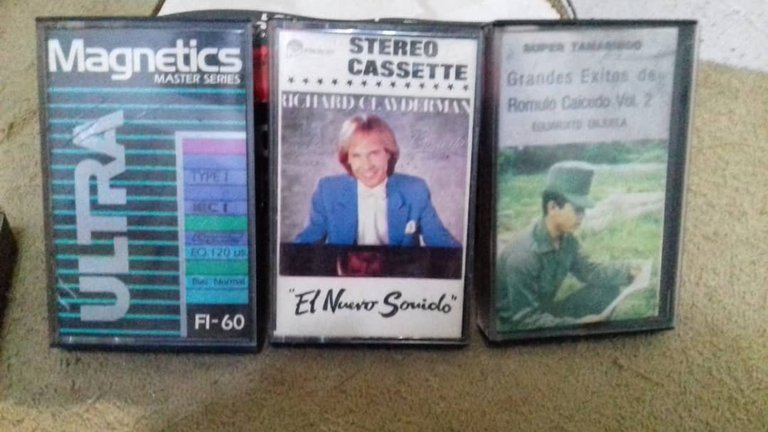 Magnetics
MASTER SERIES
ULTRA
TYPE I
IEC I
EQ. 120 µs
Bias Normal
FI-60
STEREO
CASSETTE
RICHARD CLAYDERMAN
"El Nuevo Sonido"
SUPER TAMARINDO
Grandes Exitos de
Romulo Caicedo Vol. 2